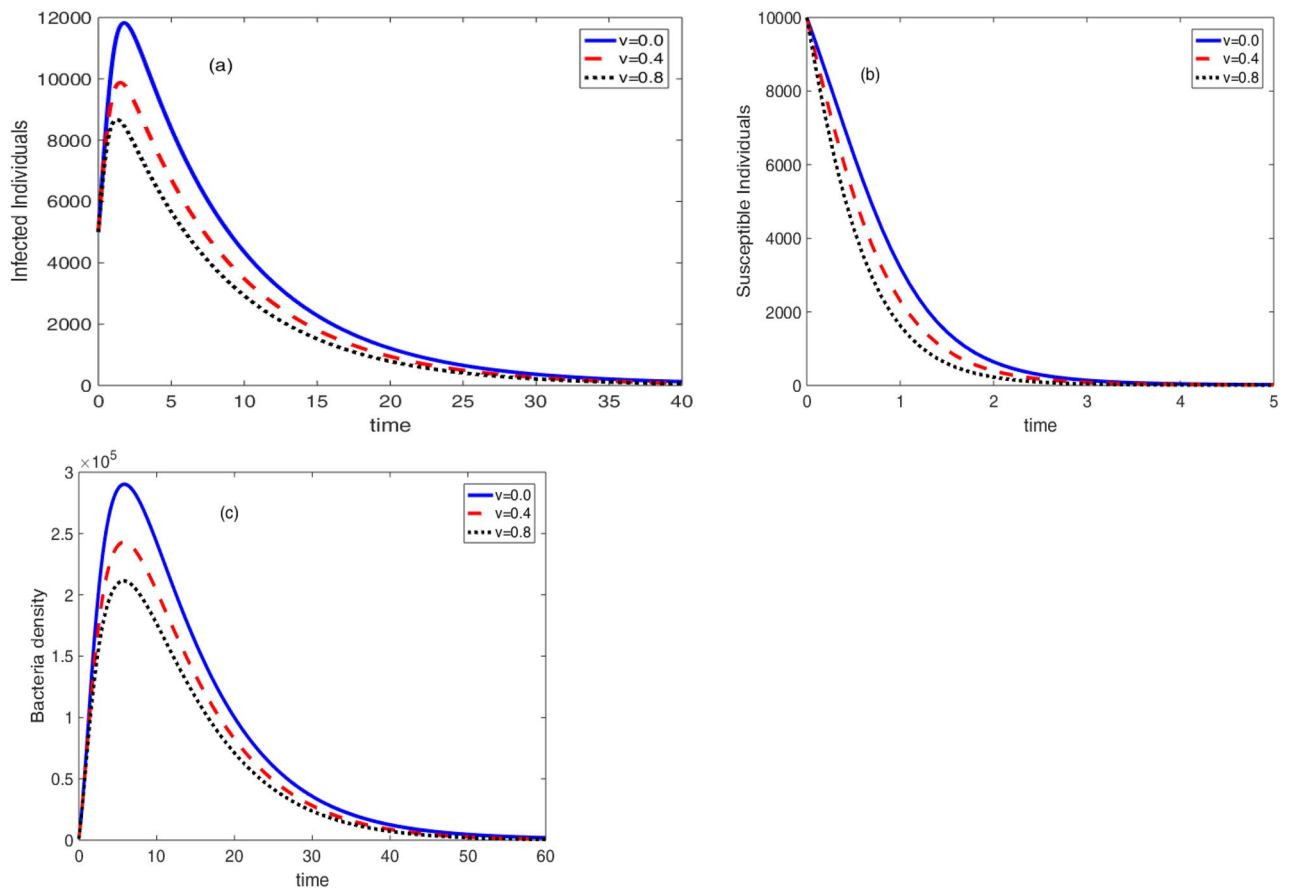 12000
10000
8000
6000
4000
2000
0
Infected Individuals
(a)
v=0.0
v=0.4
v=0.8
0 5 10 15 20 25 30 35 40
time
10000
8000
6000
4000
2000
0
Susceptible Individuals
(b)
v=0.0
v=0.4
v=0.8
0 1 2 3 4 5
time
×10⁵
3
2.5
2
1.5
1
0.5
0
Bacteria density
(c)
v=0.0
v=0.4
v=0.8
0 10 20 30 40 50 60
time